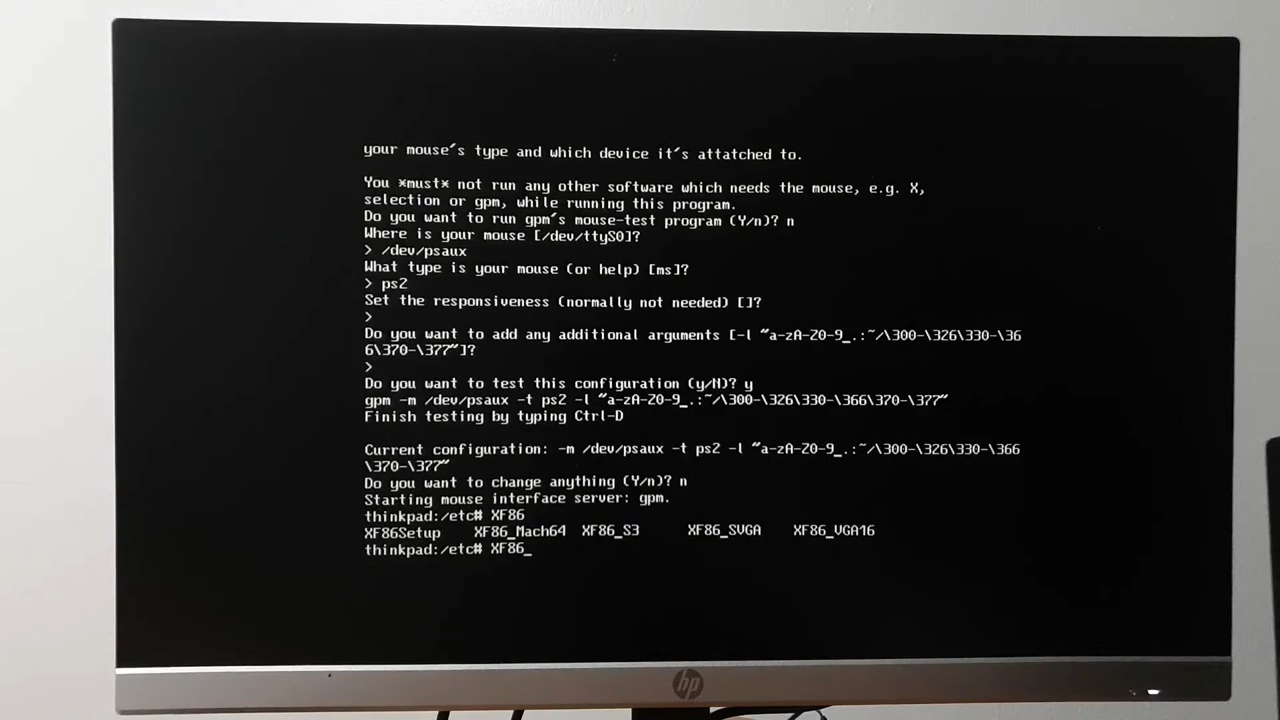 your mouse's type and which device it's attatched to.
You *must* not run any other software which needs the mouse, e.g. X,
selection or gpm, while running this program.
Do you want to run gpm's mouse-test program (Y/n)? n
Where is your mouse [/dev/ttyS0]?
> /dev/psaux
What type is your mouse (or help) [ms]?
> ps2
Set the responsiveness (normally not needed) []?
>
Do you want to add any additional arguments [-l "a-zA-Z0-9_.:~/\300-\326\330-\36
6\370-\377"]?
>
Do you want to test this configuration (y/N)? y
gpm -m /dev/psaux -t ps2 -l "a-zA-Z0-9_.:~/\300-\326\330-\366\370-\377"
Finish testing by typing Ctrl-D
Current configuration: -m /dev/psaux -t ps2 -l "a-zA-Z0-9_.:~/\300-\326\330-\366
\370-\377"
Do you want to change anything (Y/n)? n
Starting mouse interface server: gpm.
thinkpad:/etc# XF86
XF86Setup XF86_Mach64 XF86_S3 XF86_SVGA XF86_VGA16
thinkpad:/etc# XF86_
hp